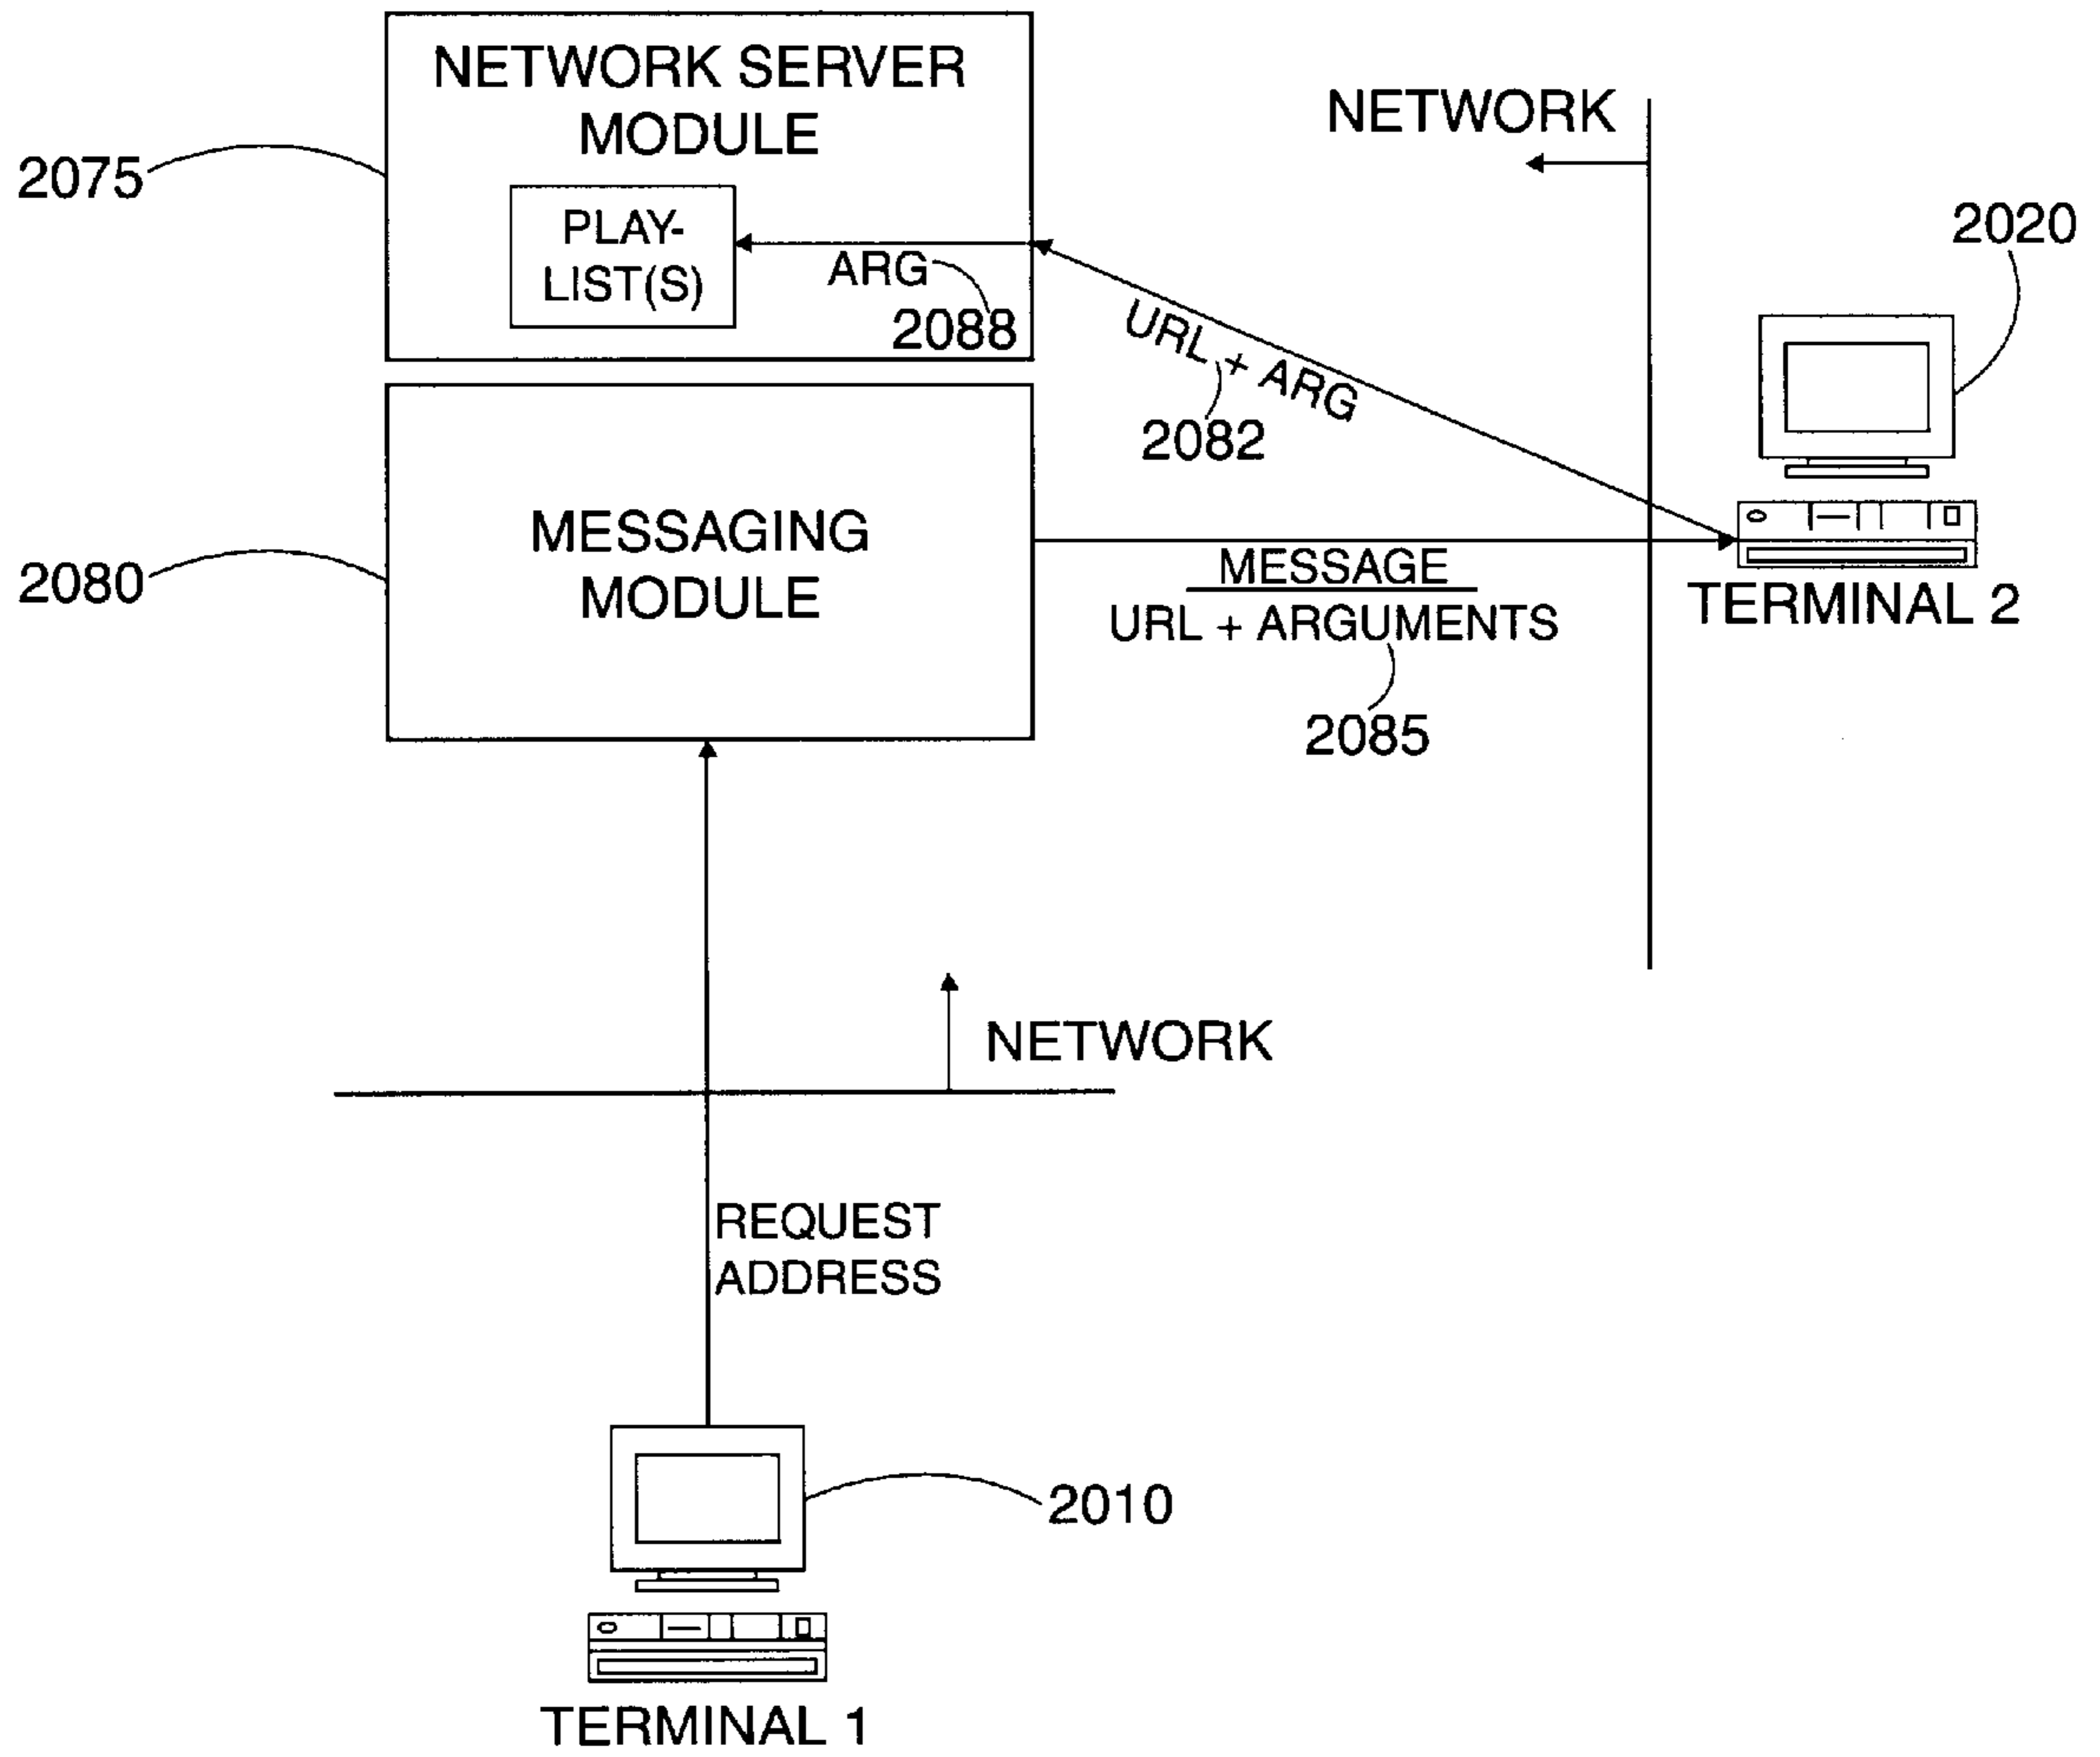 NETWORK SERVER
MODULE
NETWORK
2075
PLAY-
LIST(S)
ARG
2088
2020
URL + ARG
2082
MESSAGING
MODULE
2080
MESSAGE
URL + ARGUMENTS
2085
TERMINAL 2
NETWORK
REQUEST
ADDRESS
2010
TERMINAL 1